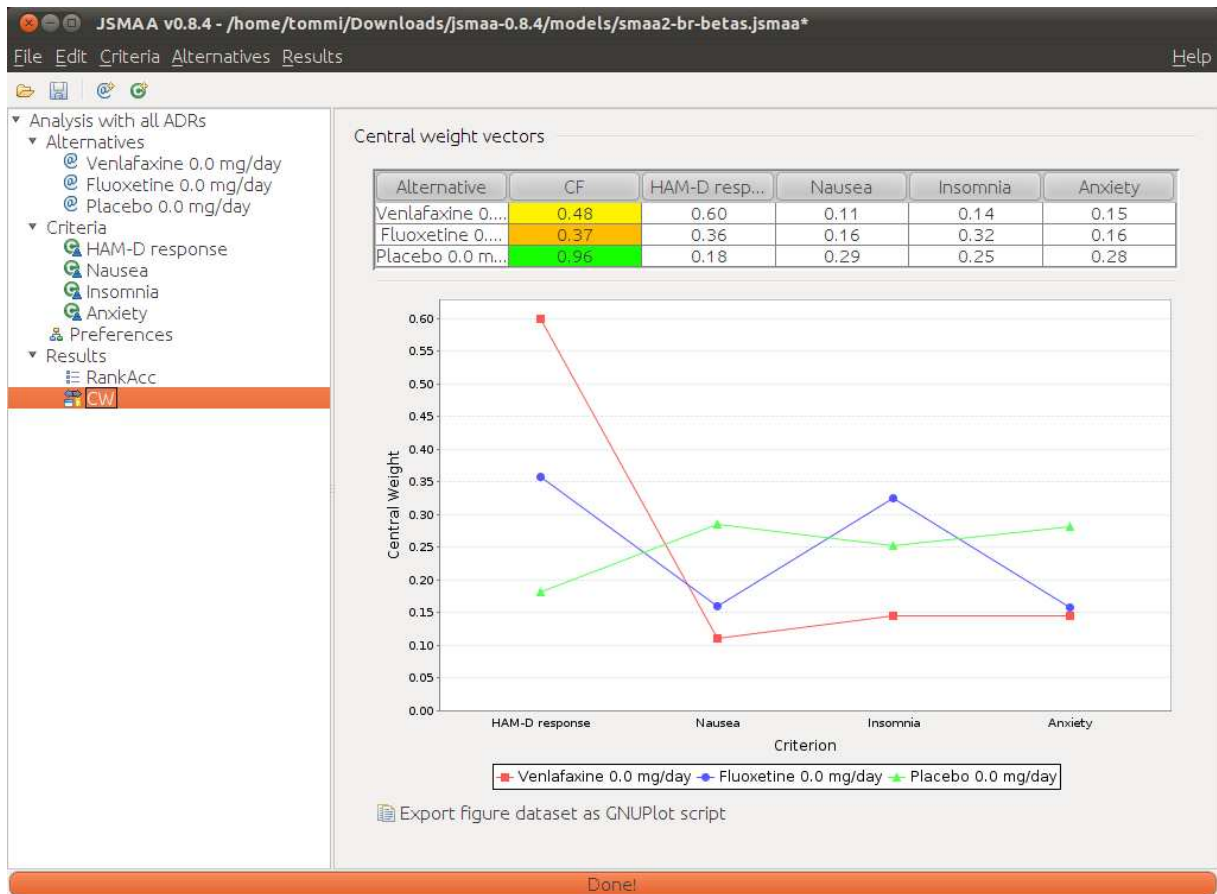 JSMAA v0.8.4 - /home/tommi/Downloads/jsmaa-0.8.4/models/smaa2-br-betas.jsmaa*
File Edit Criteria Alternatives Results Help
Analysis with all ADRs
Alternatives
Venlafaxine 0.0 mg/day
Fluoxetine 0.0 mg/day
Placebo 0.0 mg/day
Criteria
HAM-D response
Nausea
Insomnia
Anxiety
Preferences
Results
RankAcc
CW
Central weight vectors
Alternative CF HAM-D resp... Nausea Insomnia Anxiety
Venlafaxine 0.... 0.48 0.60 0.11 0.14 0.15
Fluoxetine 0.... 0.37 0.36 0.16 0.32 0.16
Placebo 0.0 m... 0.96 0.18 0.29 0.25 0.28
0.60
0.55
0.50
0.45
0.40
0.35
0.30
0.25
0.20
0.15
0.10
0.05
0.00
Central Weight
HAM-D response Nausea Insomnia Anxiety
Criterion
Venlafaxine 0.0 mg/day Fluoxetine 0.0 mg/day Placebo 0.0 mg/day
Export figure dataset as GNUPlot script
Done!